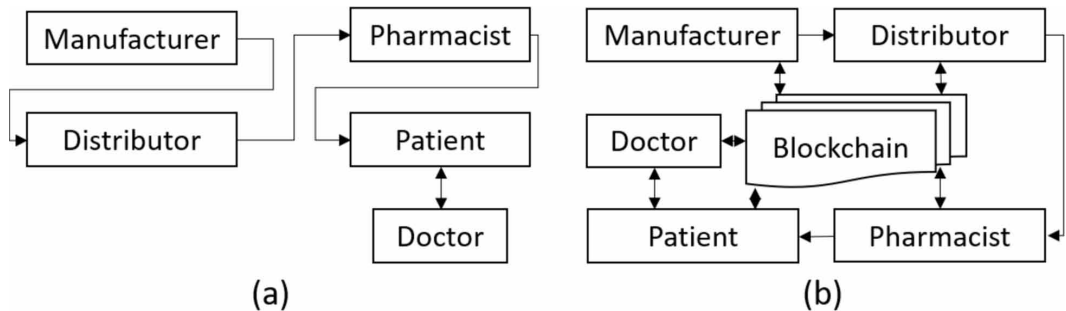 Manufacturer
Pharmacist
Distributor
Patient
Doctor
(a)
Manufacturer
Distributor
Doctor
Blockchain
Patient
Pharmacist
(b)